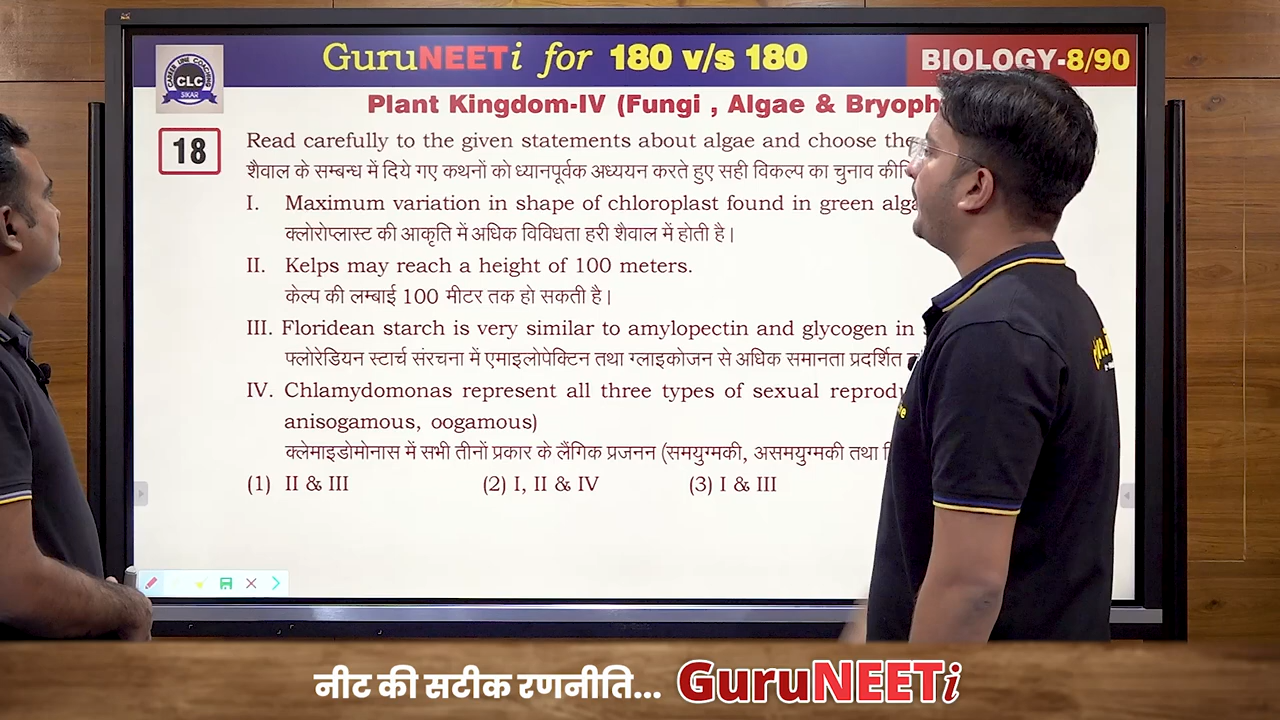 GuruNEETi for 180 v/s 180
BIOLOGY-8/90
CLC
SIKAR
Plant Kingdom-IV (Fungi , Algae & Bryoph
18
Read carefully to the given statements about algae and choose the
शैवाल के सम्बन्ध में दिये गए कथनों को ध्यानपूर्वक अध्ययन करते हुए सही विकल्प का चुनाव
I. Maximum variation in shape of chloroplast found in green
क्लोरोप्लास्ट की आकृति में अधिक विविधता हरी शैवाल में होती है।
II. Kelps may reach a height of 100 meters.
केल्प की लम्बाई 100 मीटर तक हो सकती है।
III. Floridean starch is very similar to amylopectin and glycogen in
फ्लोरेडियन स्टार्च संरचना में एमाइलोपेक्टिन तथा ग्लाइकोजन से अधिक समानता प्रदर्शित
IV. Chlamydomonas represent all three types of sexual
anisogamous, oogamous)
क्लेमाइडोमोनास में सभी तीनों प्रकार के लैंगिक प्रजनन (समयुग्मकी, असमयुग्मकी तथा
(1) II & III (2) I, II & IV (3) I & III
नीट की सटीक रणनीति... GuruNEETi